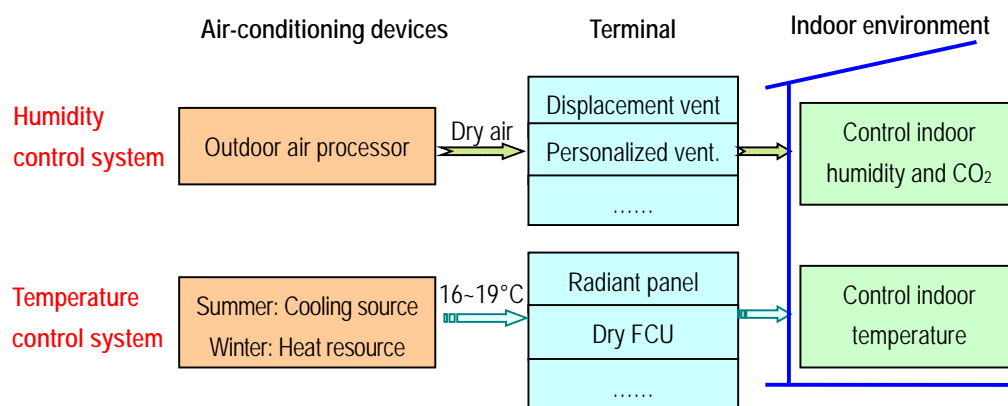 Air-conditioning devices
Terminal
Indoor environment
Humidity
control system
Outdoor air processor
Dry air
Displacement vent
Personalized vent.
......
Control indoor
humidity and CO₂
Temperature
control system
Summer: Cooling source
Winter: Heat resource
16~19°C
Radiant panel
Dry FCU
......
Control indoor
temperature